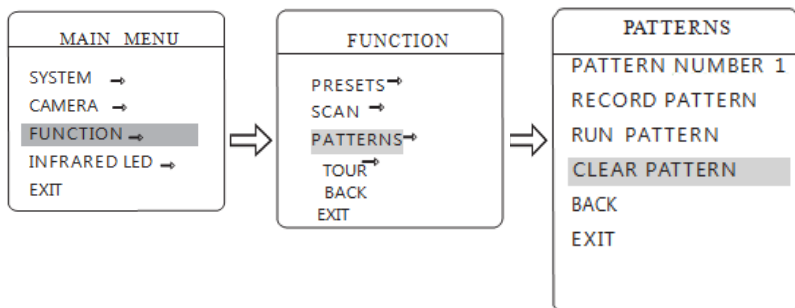 MAIN MENU
SYSTEM →
CAMERA →
FUNCTION →
INFRARED LED →
EXIT
FUNCTION
PRESETS →
SCAN →
PATTERNS →
TOUR →
BACK
EXIT
PATTERNS
PATTERN NUMBER 1
RECORD PATTERN
RUN PATTERN
CLEAR PATTERN
BACK
EXIT